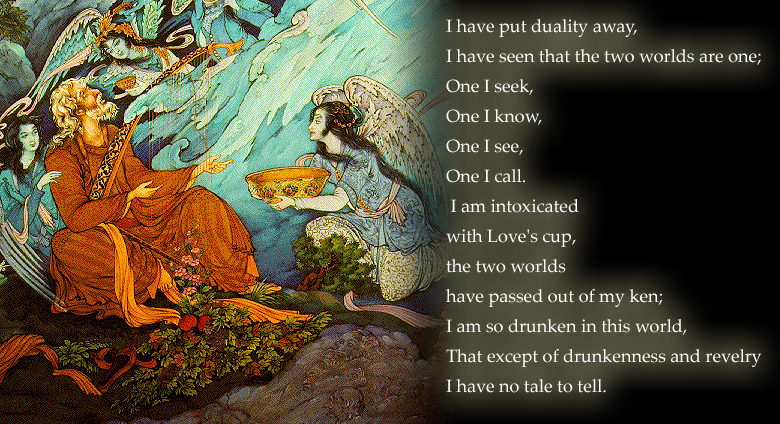 I have put duality away,
I have seen that the two worlds are one;
One I seek,
One I know,
One I see,
One I call.
I am intoxicated
with Love's cup,
the two worlds
have passed out of my ken;
I am so drunken in this world,
That except of drunkenness and revelry
I have no tale to tell.